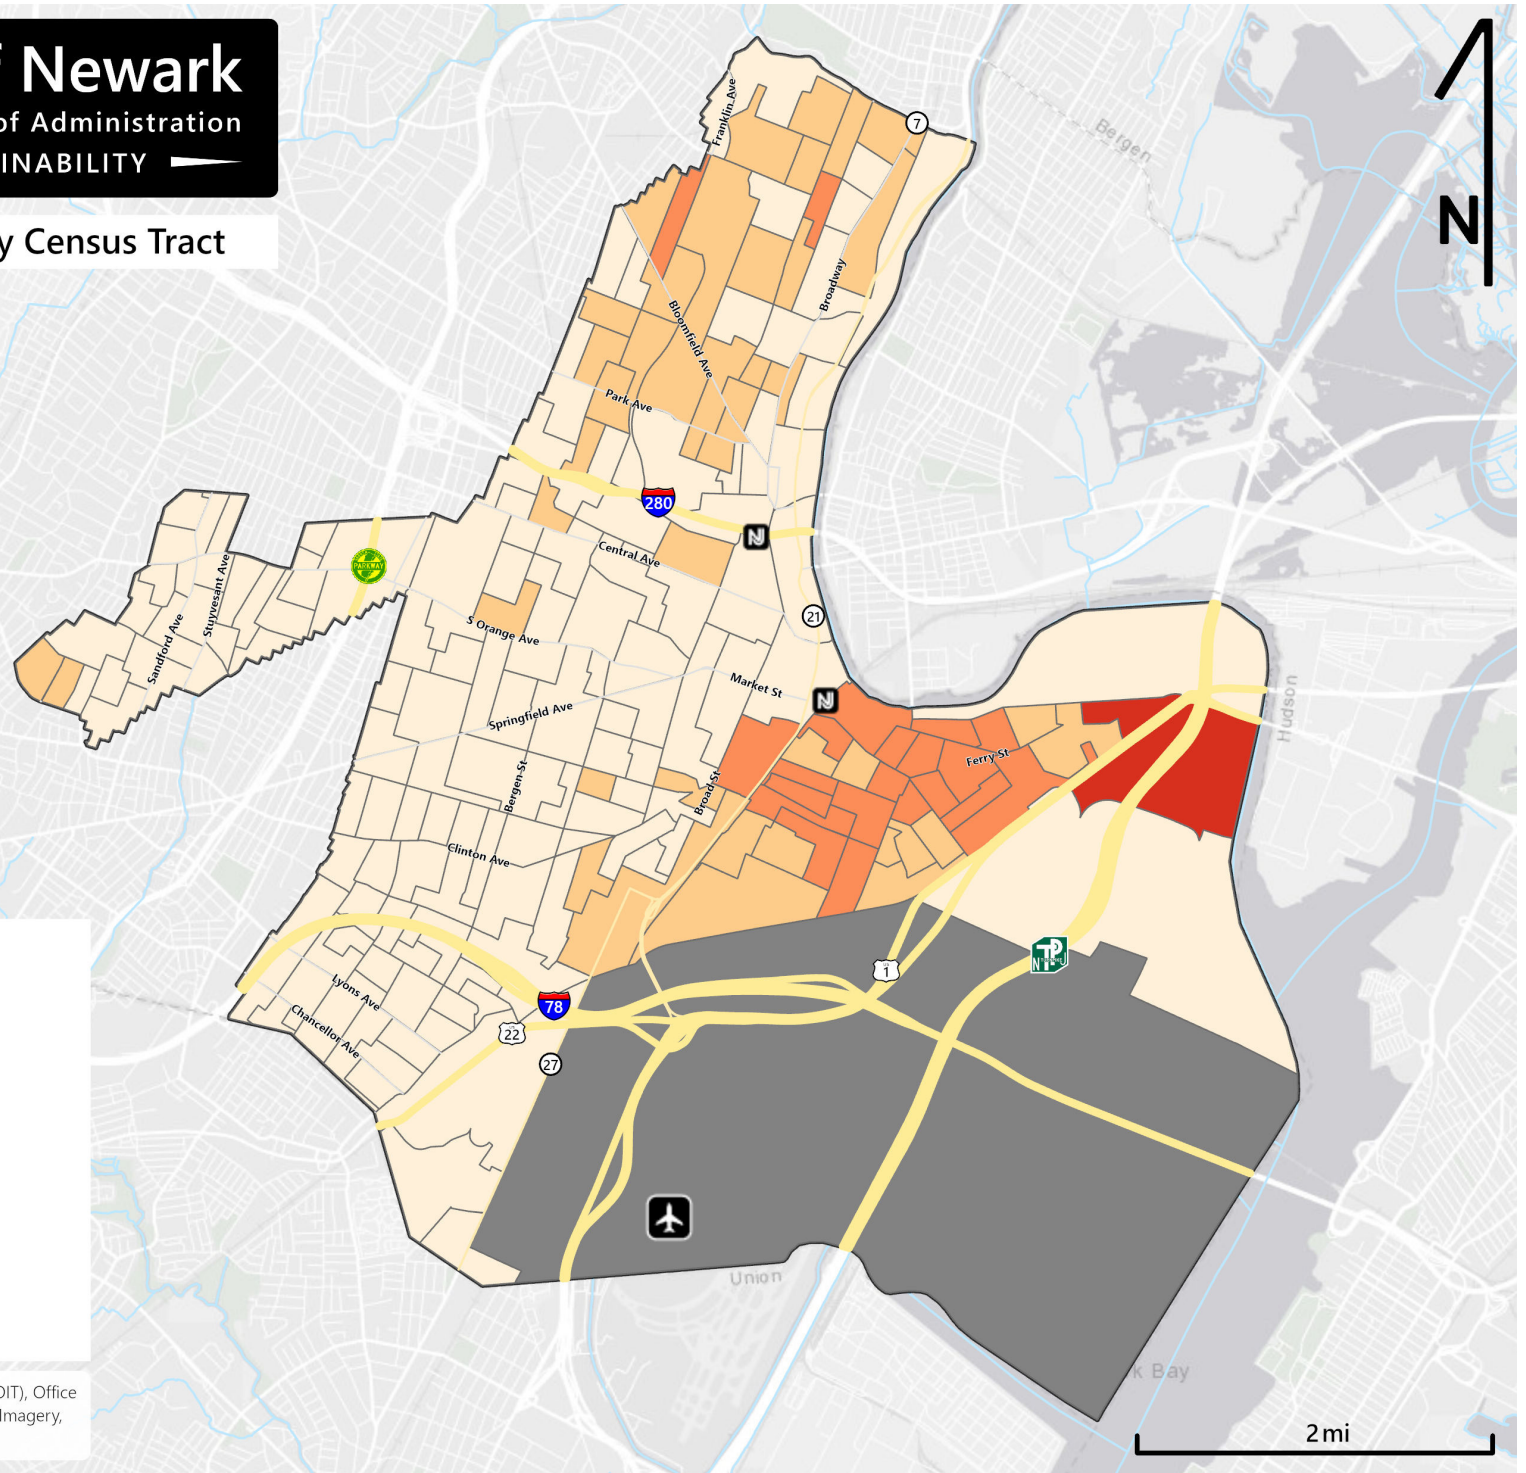 f Newark
of Administration
INABILITY
y Census Tract
N
Bergen
Franklin Ave
7
Broadway
Bloomfield Ave
Park Ave
280
Central Ave
PARKWAY
Stuyvesant Ave
Sandford Ave
S Orange Ave
21
Market St
Springfield Ave
Hudson
Ferry St
Bergen St
Broad St
Clinton Ave
Lyons Ave
Chancellor Ave
78
22
27
1
N TP
Union
k Bay
OIT), Office
Imagery,
2 mi